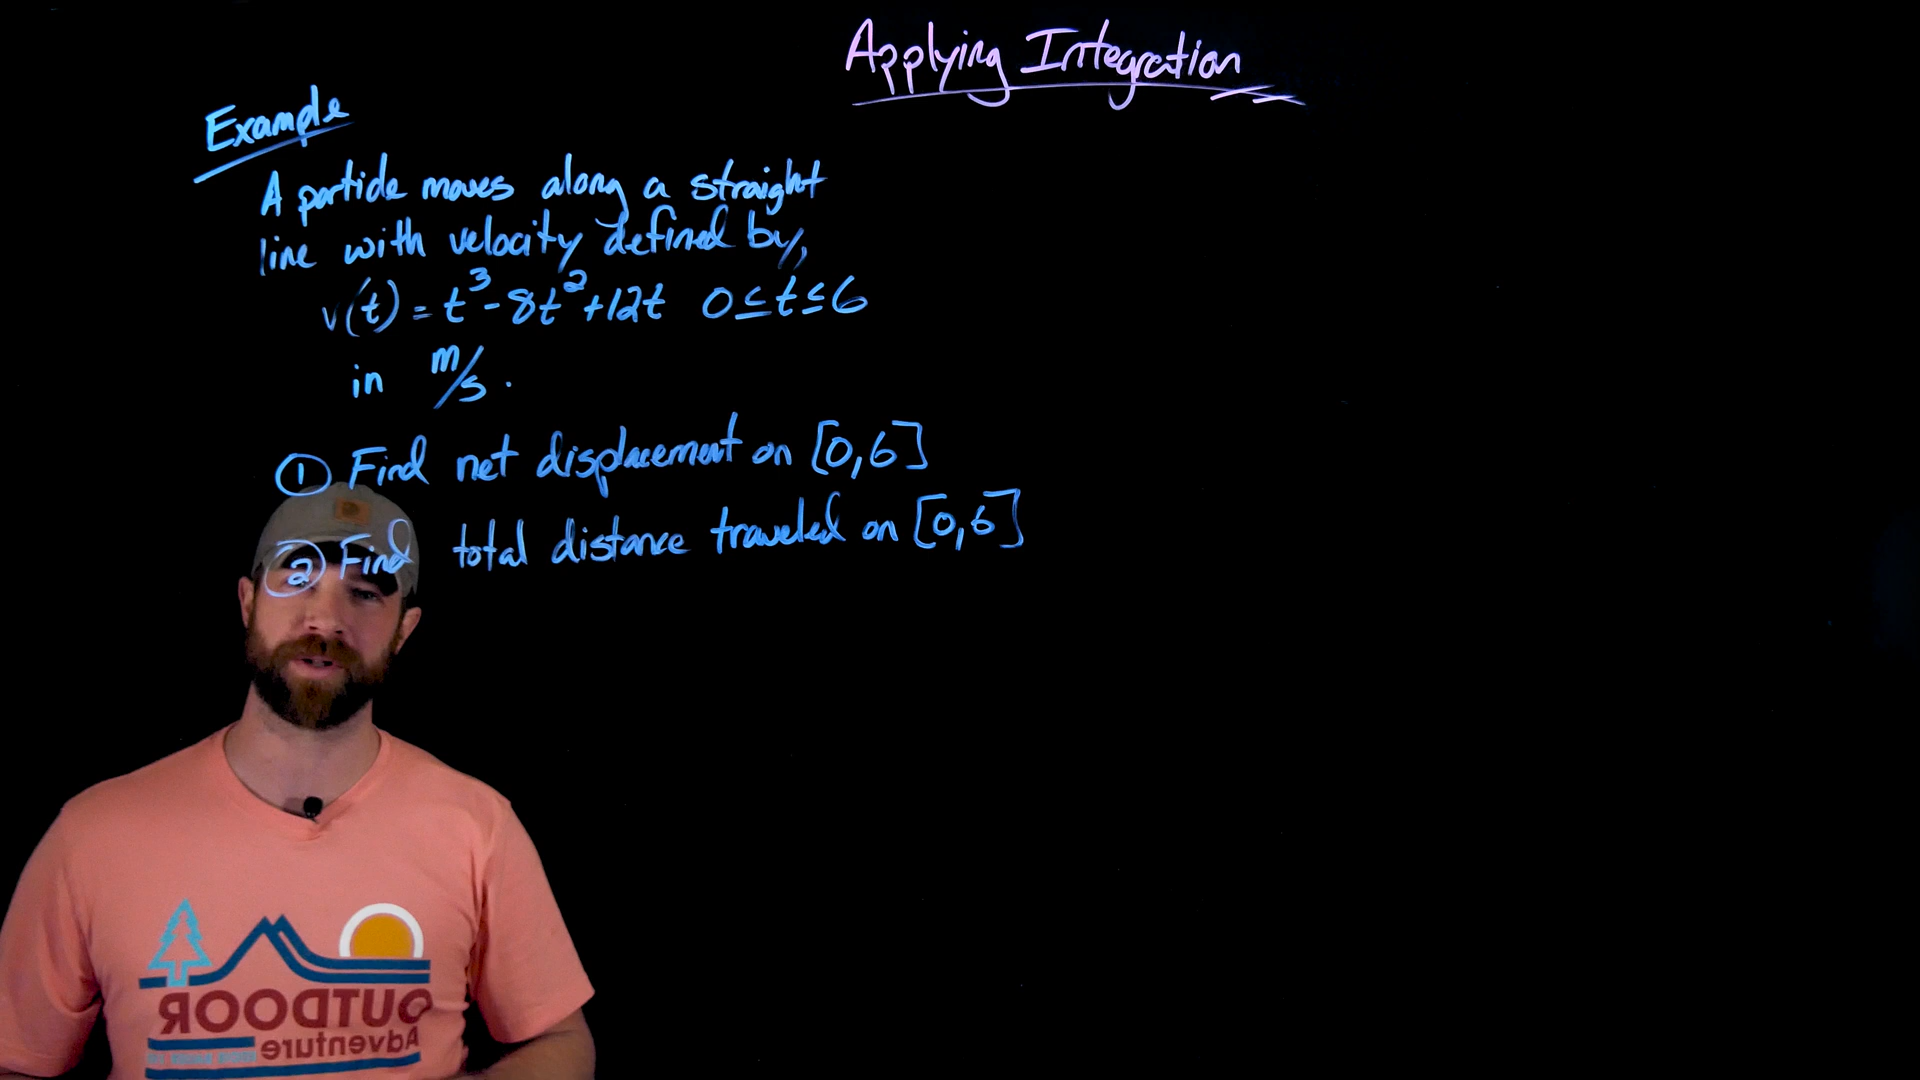 Applying Integration
Example
A particle moves along a straight
line with velocity defined by,
v(t) = t³ - 8t² + 12t 0 ≤ t ≤ 6
in m/s.
① Find net displacement on [0,6]
② Find total distance traveled on [0,6]
OUTDOOR
Adventure